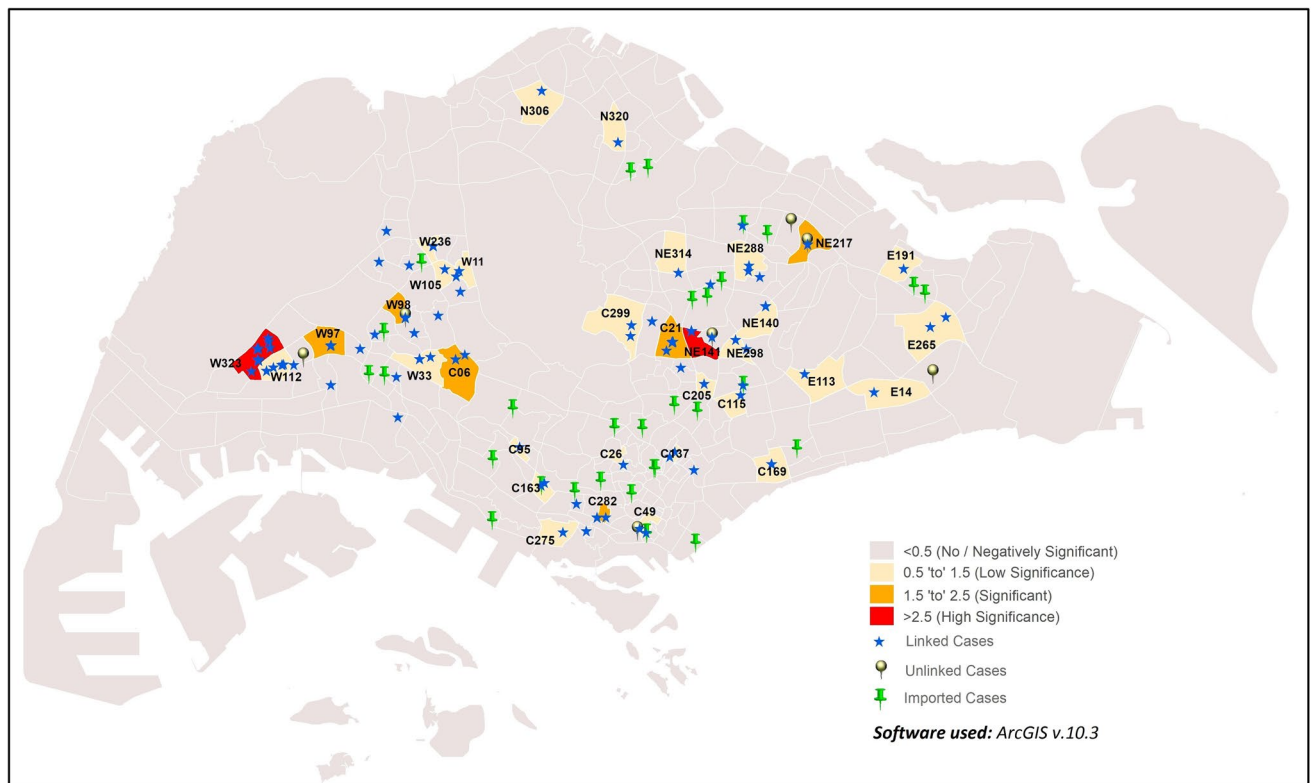 N306
N320
W236
NE314
NE288
NE217
E191
W11
W105
W98
C299
C21
NE140
E265
W97
NE141
NE298
W323
W112
W33
C06
C205
C115
E113
E14
C95
C26
C137
C169
C163
C282
C49
C275
<0.5 (No / Negatively Significant)
0.5 'to' 1.5 (Low Significance)
1.5 'to' 2.5 (Significant)
>2.5 (High Significance)
Linked Cases
Unlinked Cases
Imported Cases
Software used: ArcGIS v.10.3